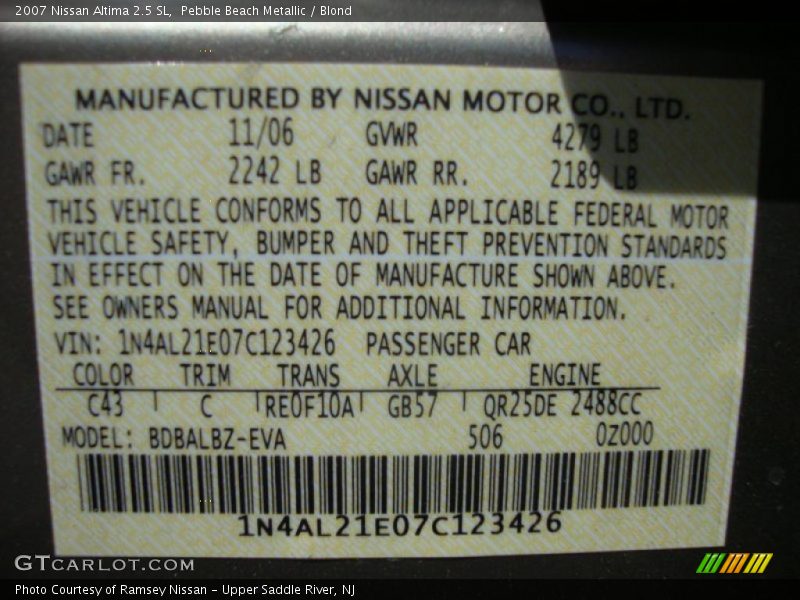 2007 Nissan Altima 2.5 SL,  Pebble Beach Metallic / Blond
MANUFACTURED BY NISSAN MOTOR CO., LTD.
DATE 11/06 GVWR 4279 LB
GAWR FR. 2242 LB GAWR RR. 2189 LB
THIS VEHICLE CONFORMS TO ALL APPLICABLE FEDERAL MOTOR
VEHICLE SAFETY, BUMPER AND THEFT PREVENTION STANDARDS
IN EFFECT ON THE DATE OF MANUFACTURE SHOWN ABOVE.
SEE OWNERS MANUAL FOR ADDITIONAL INFORMATION.
VIN: 1N4AL21E07C123426 PASSENGER CAR
COLOR TRIM TRANS AXLE ENGINE
C43 C RE0F10A GB57 QR25DE 2488CC
MODEL: BDBALBZ-EVA 506 0Z000
1N4AL21E07C123426
GTCARLOT.COM
Photo Courtesy of Ramsey Nissan - Upper Saddle River, NJ